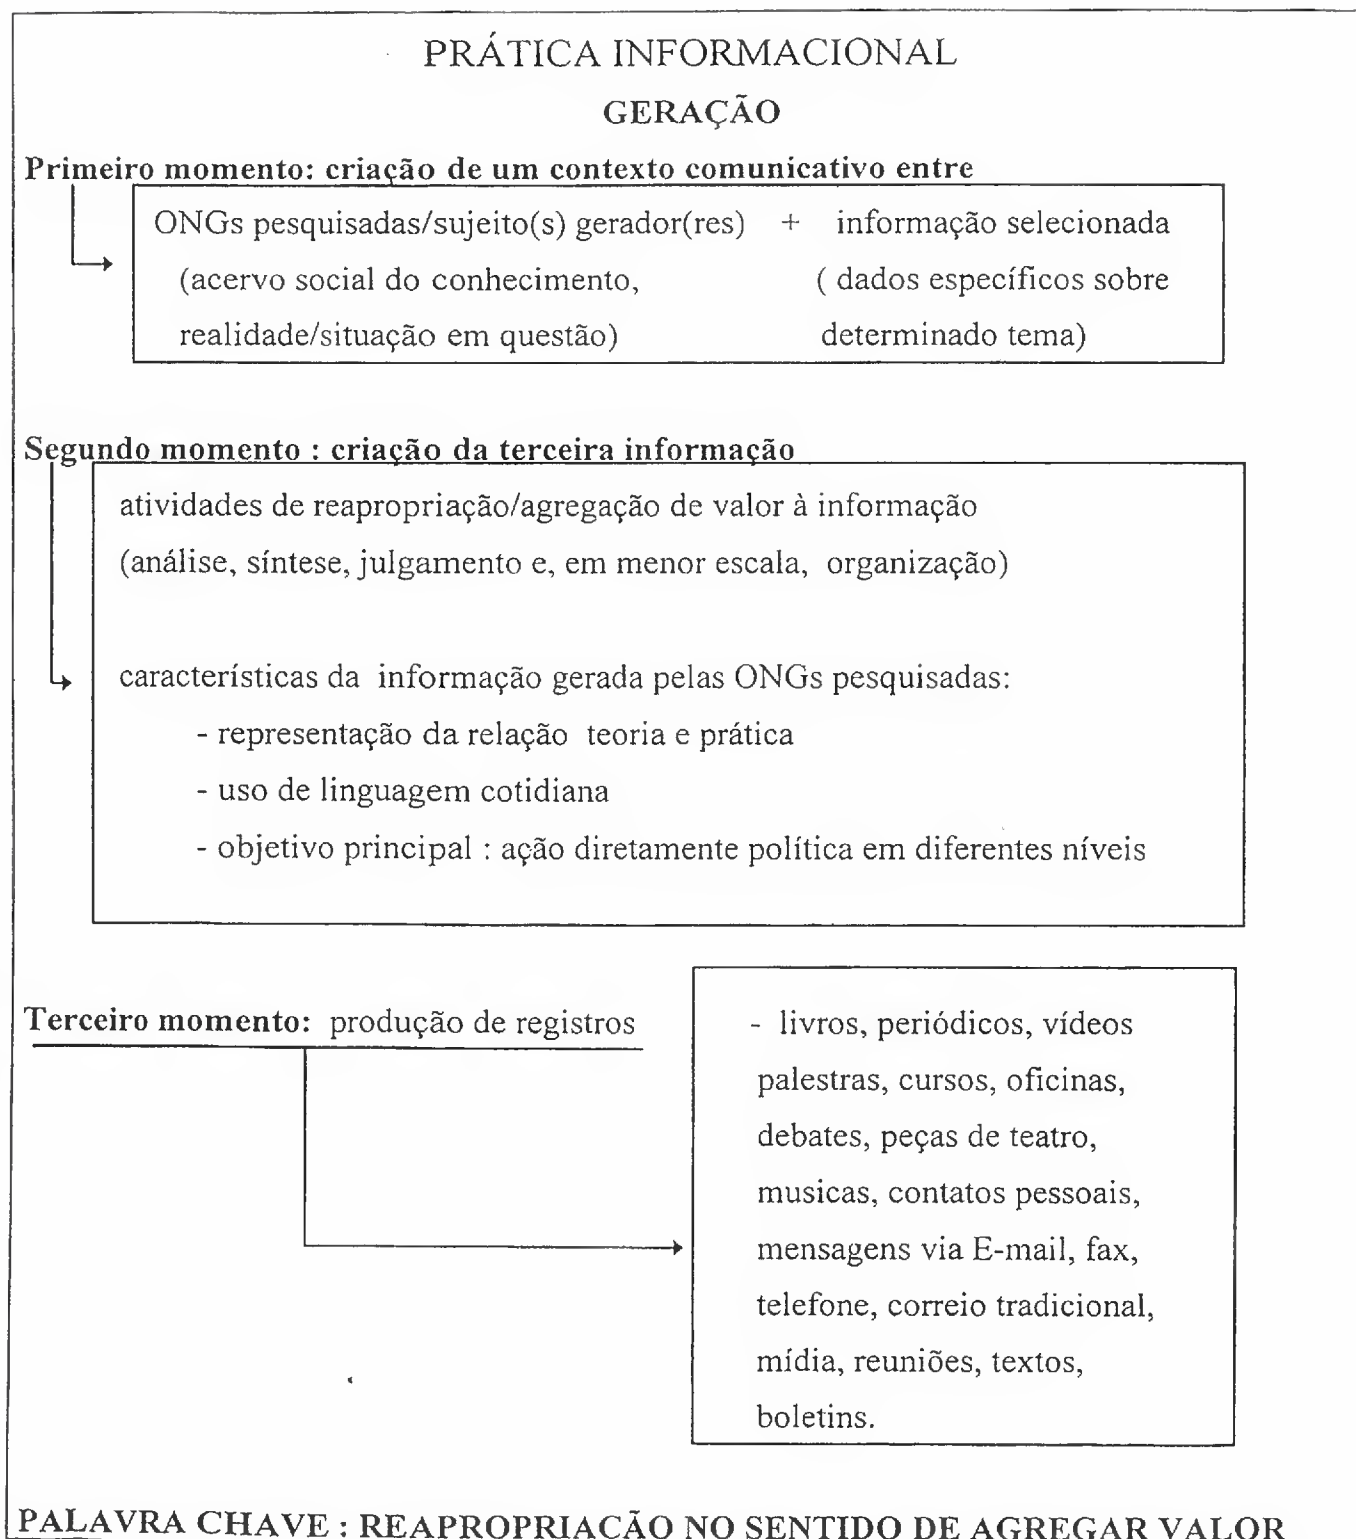 PRÁTICA INFORMACIONAL
GERAÇÃO
Primeiro momento: criação de um contexto comunicativo entre
ONGs pesquisadas/sujeito(s) gerador(res) + informação selecionada
(acervo social do conhecimento, ( dados específicos sobre
realidade/situação em questão) determinado tema)
Segundo momento : criação da terceira informação
atividades de reapropriação/agregação de valor à informação
(análise, síntese, julgamento e, em menor escala, organização)
características da informação gerada pelas ONGs pesquisadas:
- representação da relação teoria e prática
- uso de linguagem cotidiana
- objetivo principal : ação diretamente política em diferentes níveis
Terceiro momento: produção de registros
- livros, periódicos, vídeos
palestras, cursos, oficinas,
debates, peças de teatro,
musicas, contatos pessoais,
mensagens via E-mail, fax,
telefone, correio tradicional,
mídia, reuniões, textos,
boletins.
PALAVRA CHAVE : REAPROPRIAÇÃO NO SENTIDO DE AGREGAR VALOR